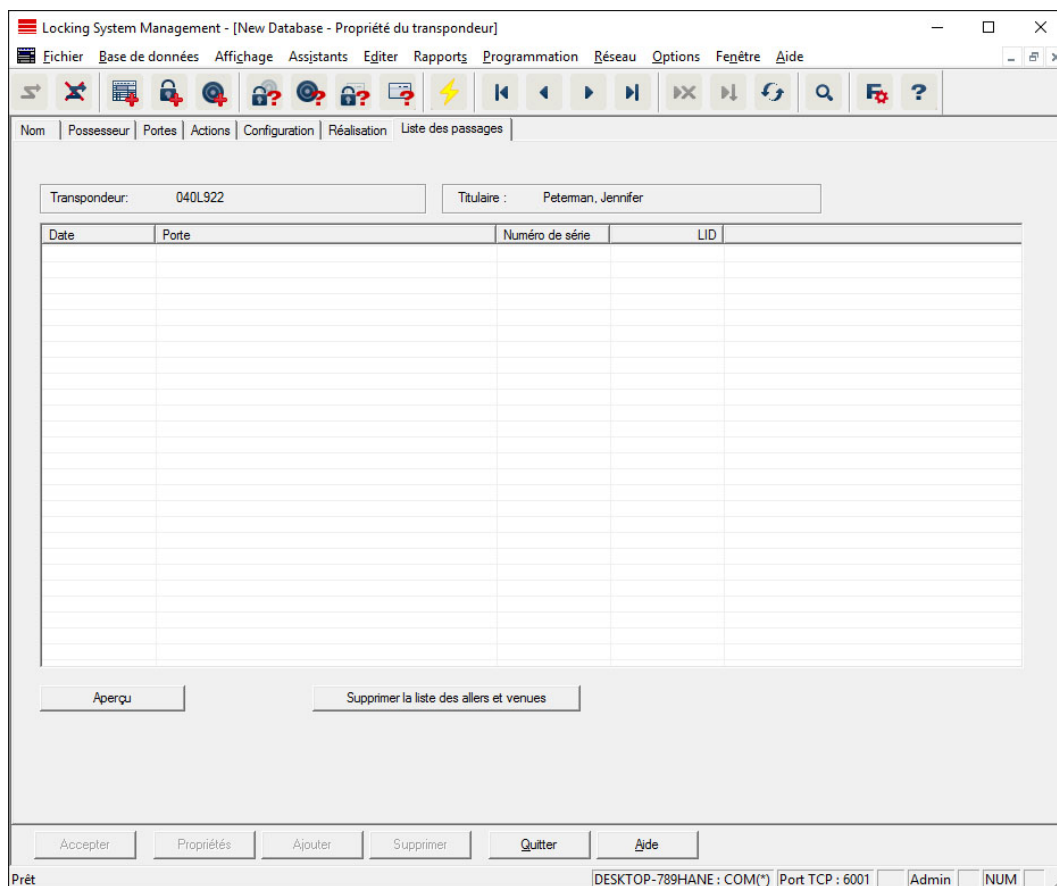 Locking System Management - [New Database - Propriété du transpondeur]
Fichier Base de données Affichage Assistants Editer Rapports Programmation Réseau Options Fenêtre Aide
Nom Possesseur Portes Actions Configuration Réalisation Liste des passages
Transpondeur: 040L922 Titulaire : Peterman, Jennifer
Date Porte Numéro de série LID
Aperçu Supprimer la liste des allers et venues
Accepter Propriétés Ajouter Supprimer Quitter Aide
Prêt DESKTOP-789HANE : COM(*) Port TCP : 6001 Admin NUM